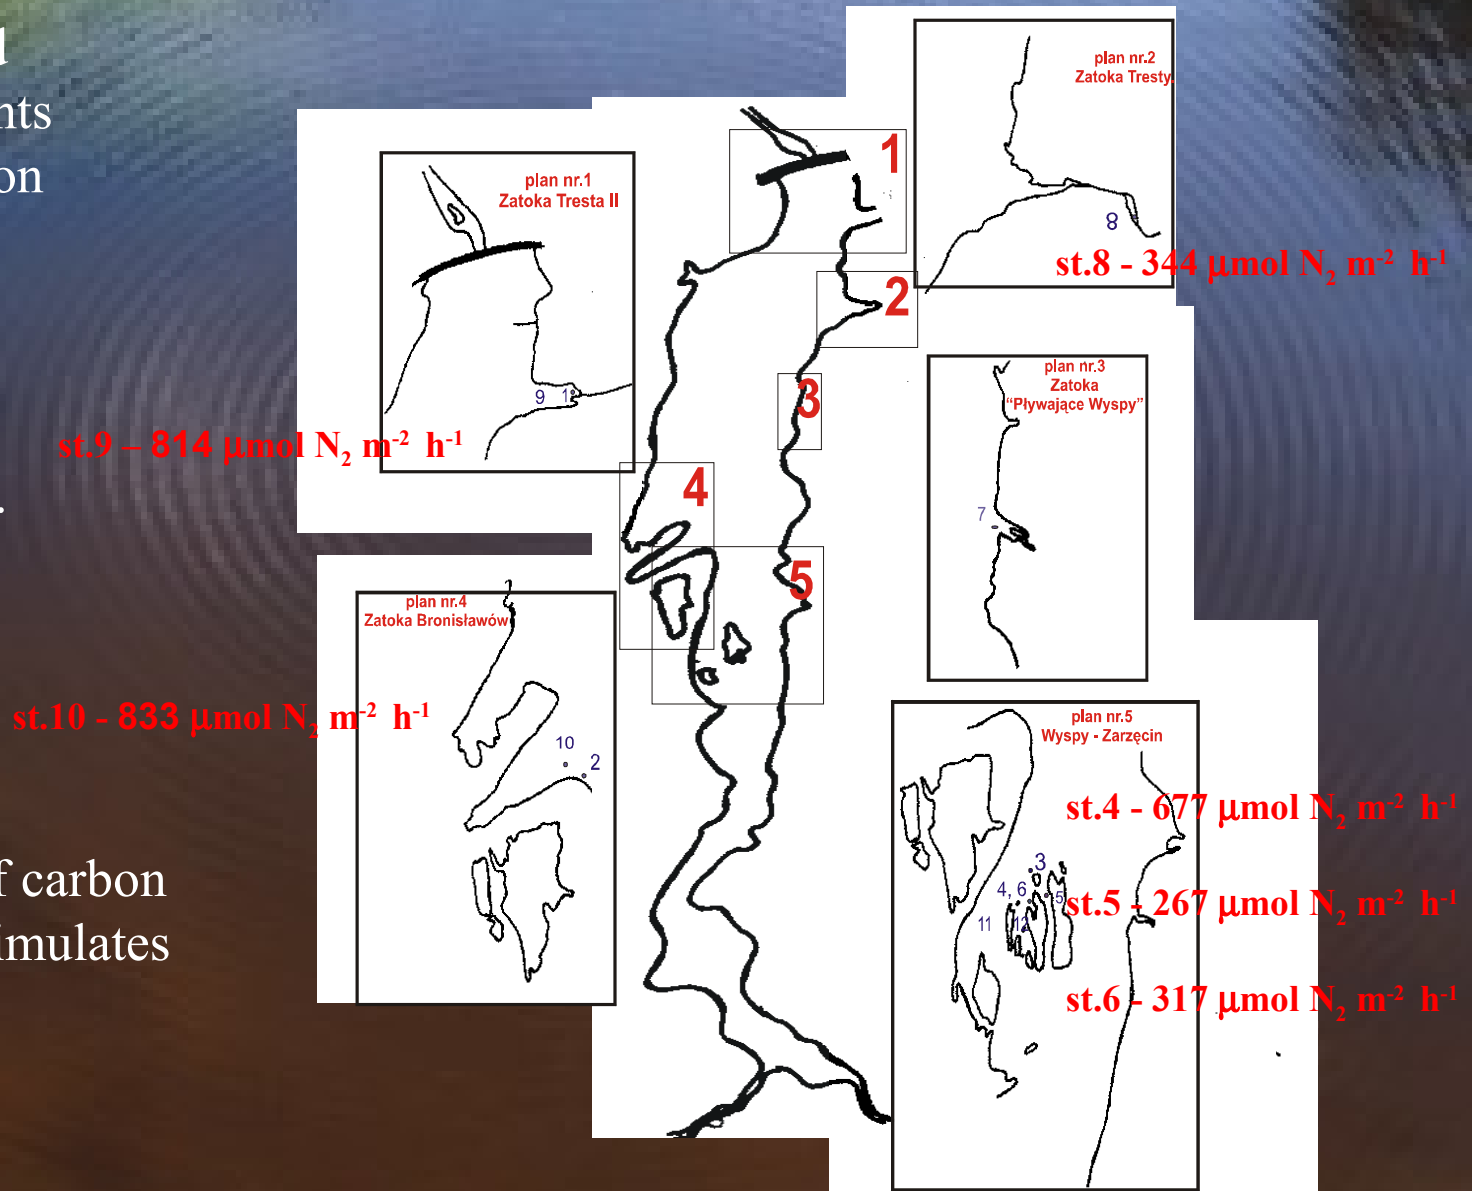 nts
on
.
f carbon
imulates
plan nr.1
Zatoka Tresta II
9 1
st.9 – 814 μmol N₂ m⁻² h⁻¹
plan nr.2
Zatoka Tresty
8
st.8 - 344 μmol N₂ m⁻² h⁻¹
1
2
3
4
5
plan nr.3
Zatoka
“Pływające Wyspy”
7
plan nr.4
Zatoka Bronisławów
10
2
st.10 - 833 μmol N₂ m⁻² h⁻¹
plan nr.5
Wyspy - Zarzęcin
3
4, 6
5
11
12
st.4 - 677 μmol N₂ m⁻² h⁻¹
st.5 - 267 μmol N₂ m⁻² h⁻¹
st.6 - 317 μmol N₂ m⁻² h⁻¹